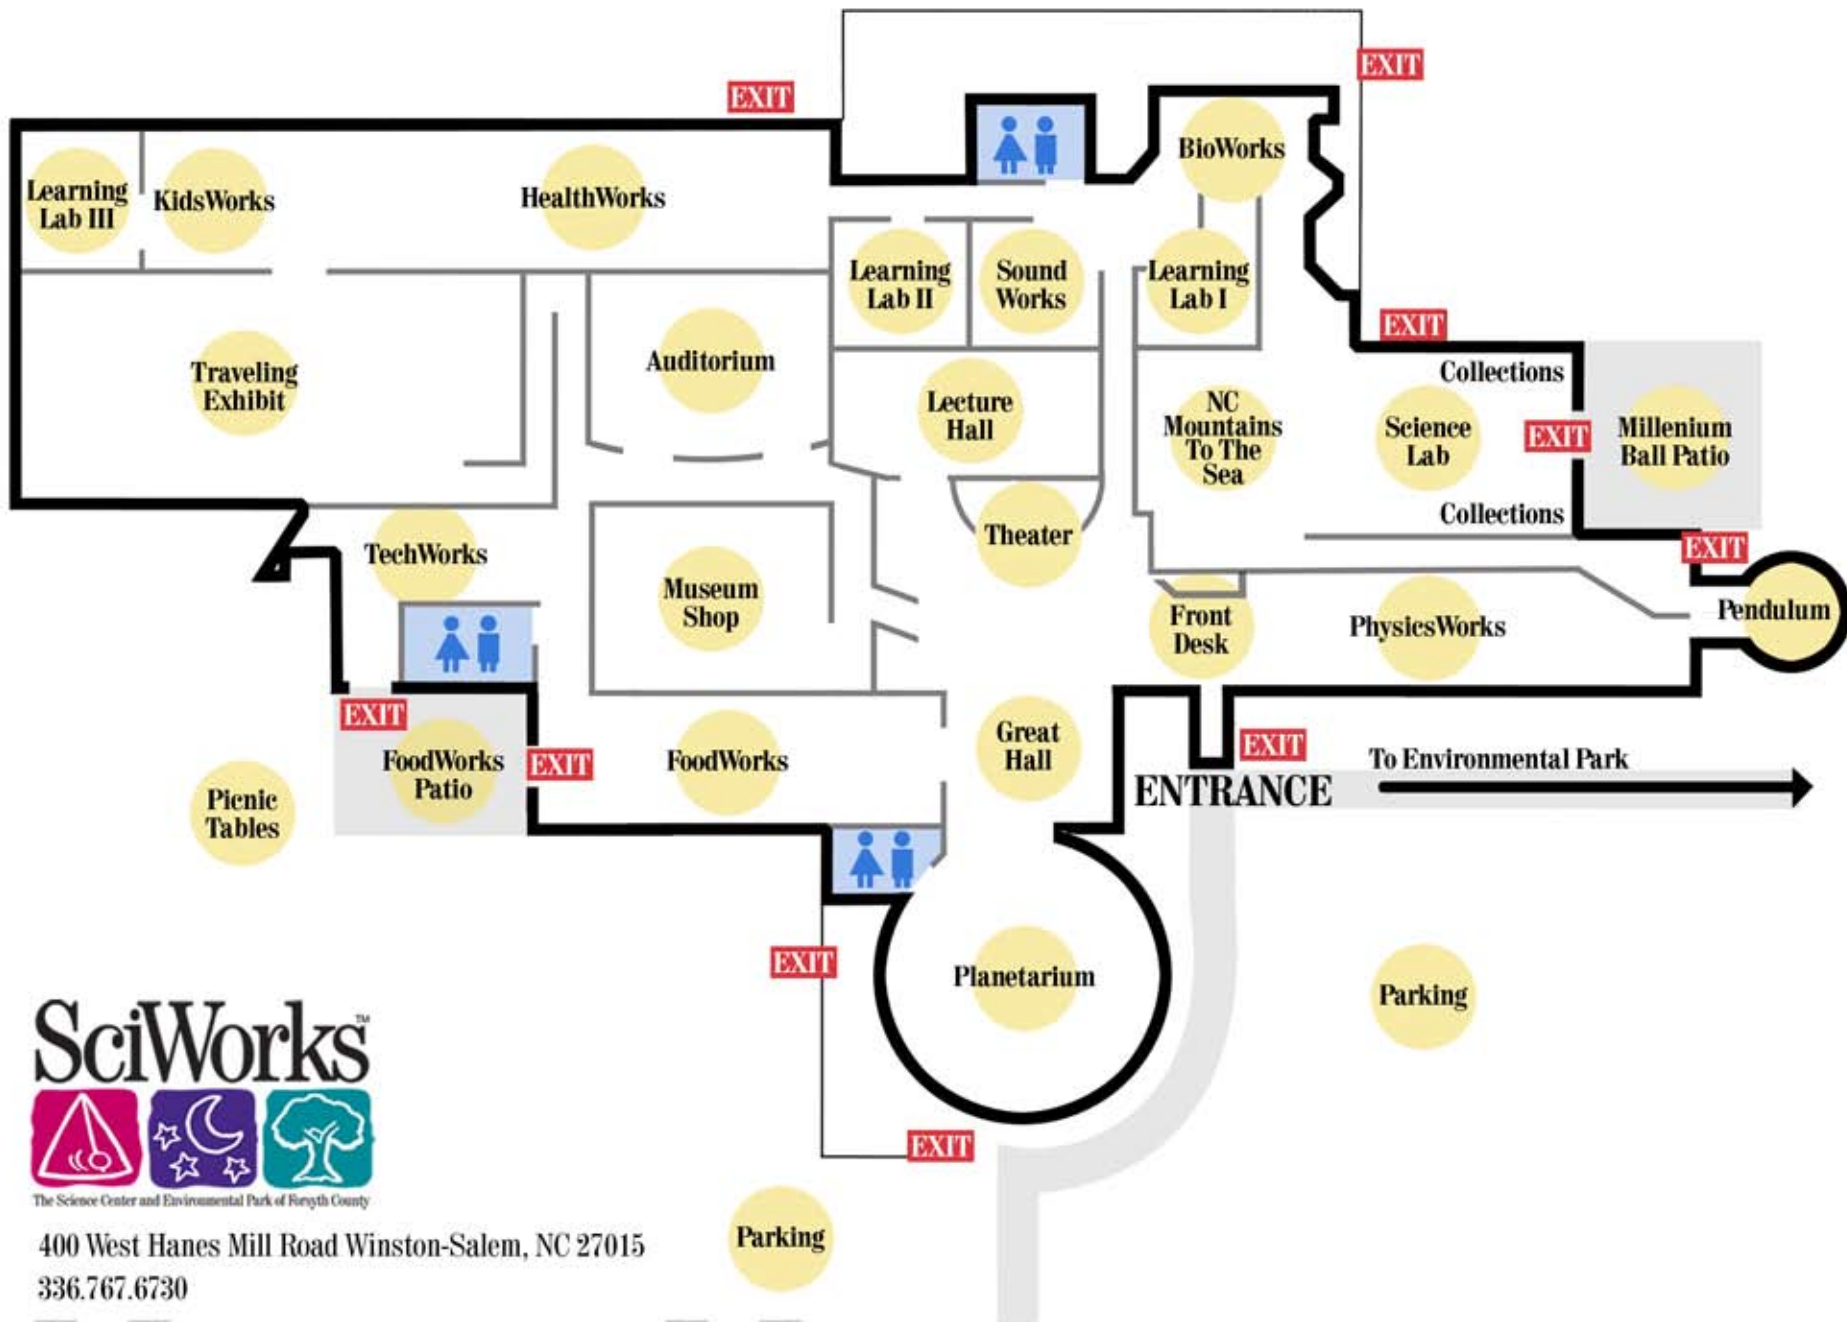 EXIT
EXIT
BioWorks
Learning
Lab III
KidsWorks
HealthWorks
Learning
Lab II
Sound
Works
Learning
Lab I
EXIT
Traveling
Exhibit
Auditorium
Lecture
Hall
NC
Mountains
To The
Sea
Collections
Science
Lab
EXIT
Millenium
Ball Patio
Collections
TechWorks
Theater
EXIT
Museum
Shop
Front
Desk
PhysicsWorks
Pendulum
EXIT
FoodWorks
Patio
EXIT
FoodWorks
Great
Hall
EXIT
To Environmental Park
ENTRANCE
Picnic
Tables
EXIT
Planetarium
Parking
EXIT
SciWorks™
The Science Center and Environmental Park of Forsyth County
400 West Hanes Mill Road Winston-Salem, NC 27015
336.767.6730
Parking